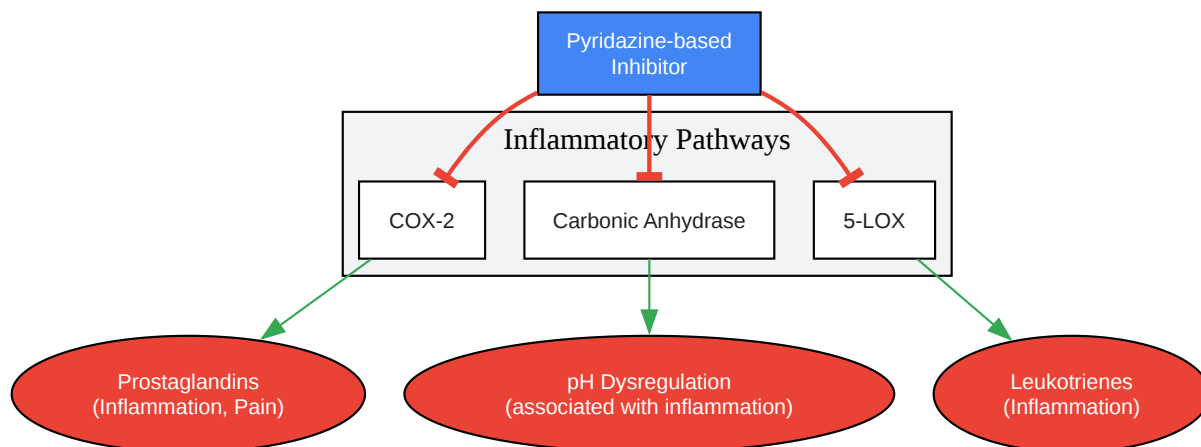 Pyridazine-based
Inhibitor
Inflammatory Pathways
COX-2
Carbonic Anhydrase
5-LOX
Prostaglandins
(Inflammation, Pain)
pH Dysregulation
(associated with inflammation)
Leukotrienes
(Inflammation)